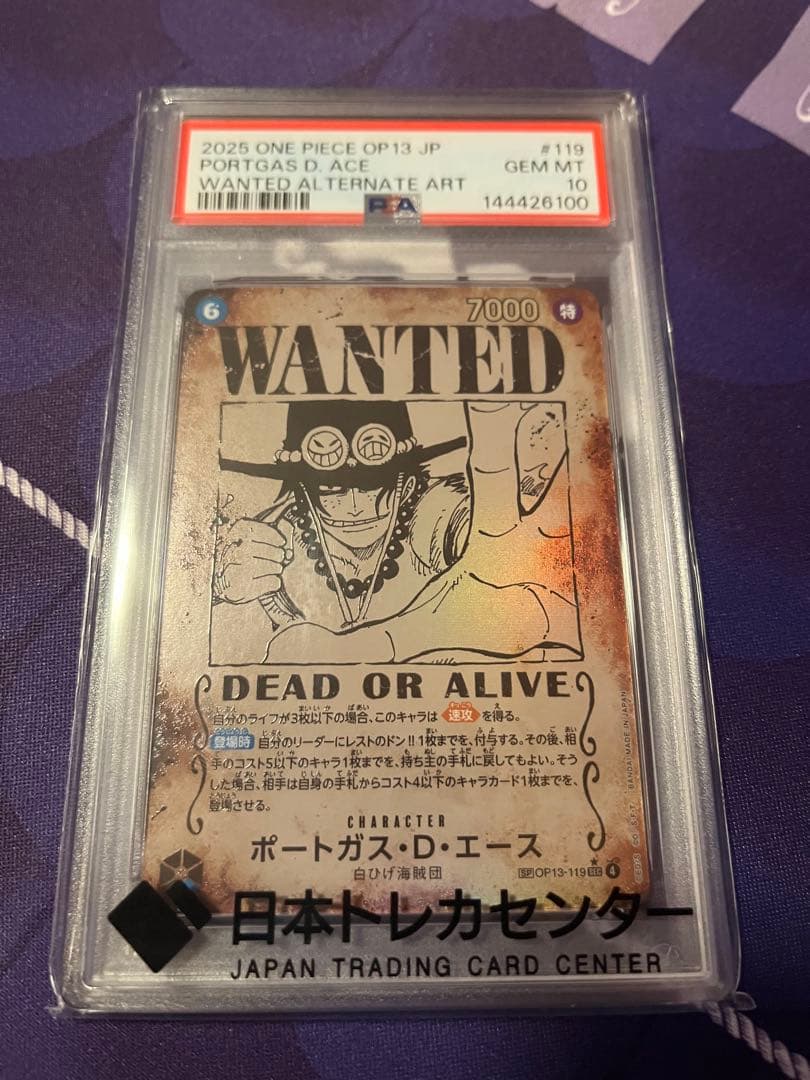 2025 ONE PIECE OP13 JP #119
PORTGAS D. ACE GEM MT
WANTED ALTERNATE ART 10
PSA 144426100
6 7000 特
WANTED
DEAD OR ALIVE
自分のライフが3枚以下の場合、このキャラは 速攻 を得る。
登場時 自分のリーダーにレストのドン!!1枚までを、付与する。その後、相
手のコスト5以下のキャラ1枚までを、持ち主の手札に戻してもよい。そう
した場合、相手は自身の手札からコスト4以下のキャラカード1枚までを、
登場させる。
CHARACTER
ポートガス・D・エース
白ひげ海賊団
SP OP13-119 SEC 4
BANDAI MADE IN JAPAN
日本トレカセンター
JAPAN TRADING CARD CENTER